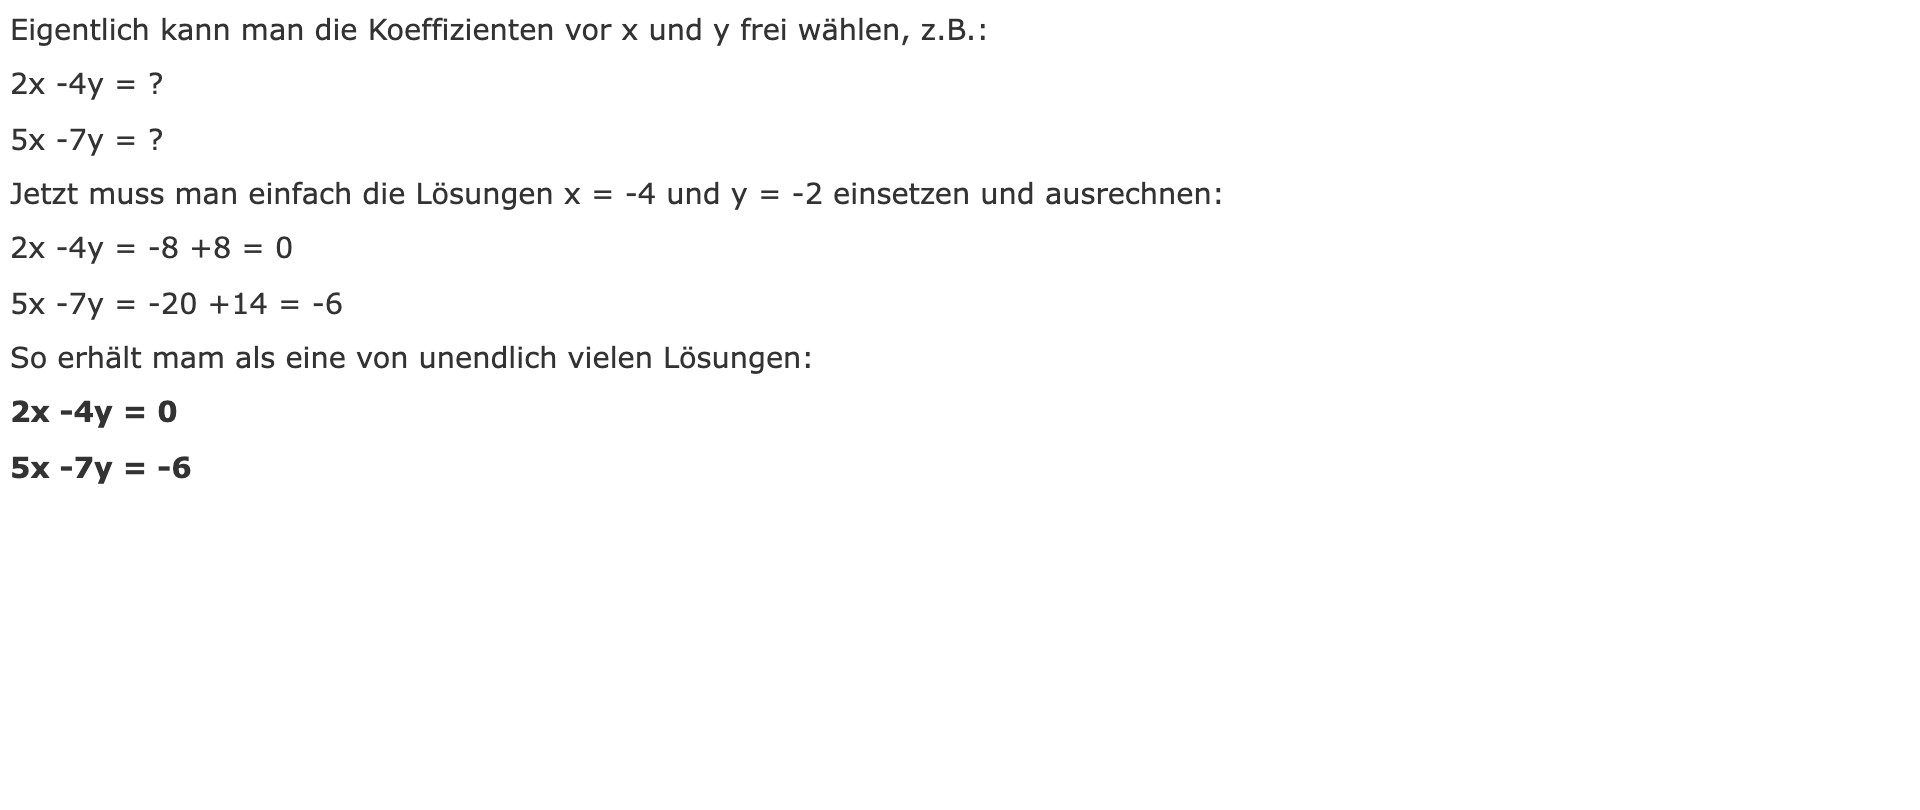 Eigentlich kann man die Koeffizienten vor x und y frei wählen, z.B.:
2x -4y = ?
5x -7y = ?
Jetzt muss man einfach die Lösungen x = -4 und y = -2 einsetzen und ausrechnen:
2x -4y = -8 +8 = 0
5x -7y = -20 +14 = -6
So erhält mam als eine von unendlich vielen Lösungen:
2x -4y = 0
5x -7y = -6